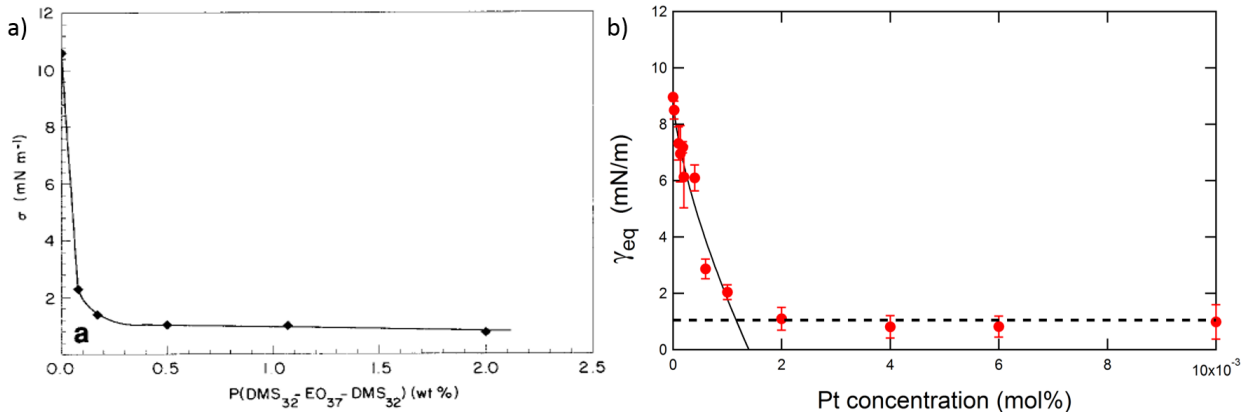 a)
12
10
8
6
4
2
0
σ (mN m⁻¹)
a
0.0 0.5 1.0 1.5 2.0 2.5
P(DMS₃₂-EO₃₇-DMS₃₂)(wt %)
b)
12
10
8
6
4
2
0
γeq (mN/m)
0 2 4 6 8 10x10⁻³
Pt concentration (mol%)